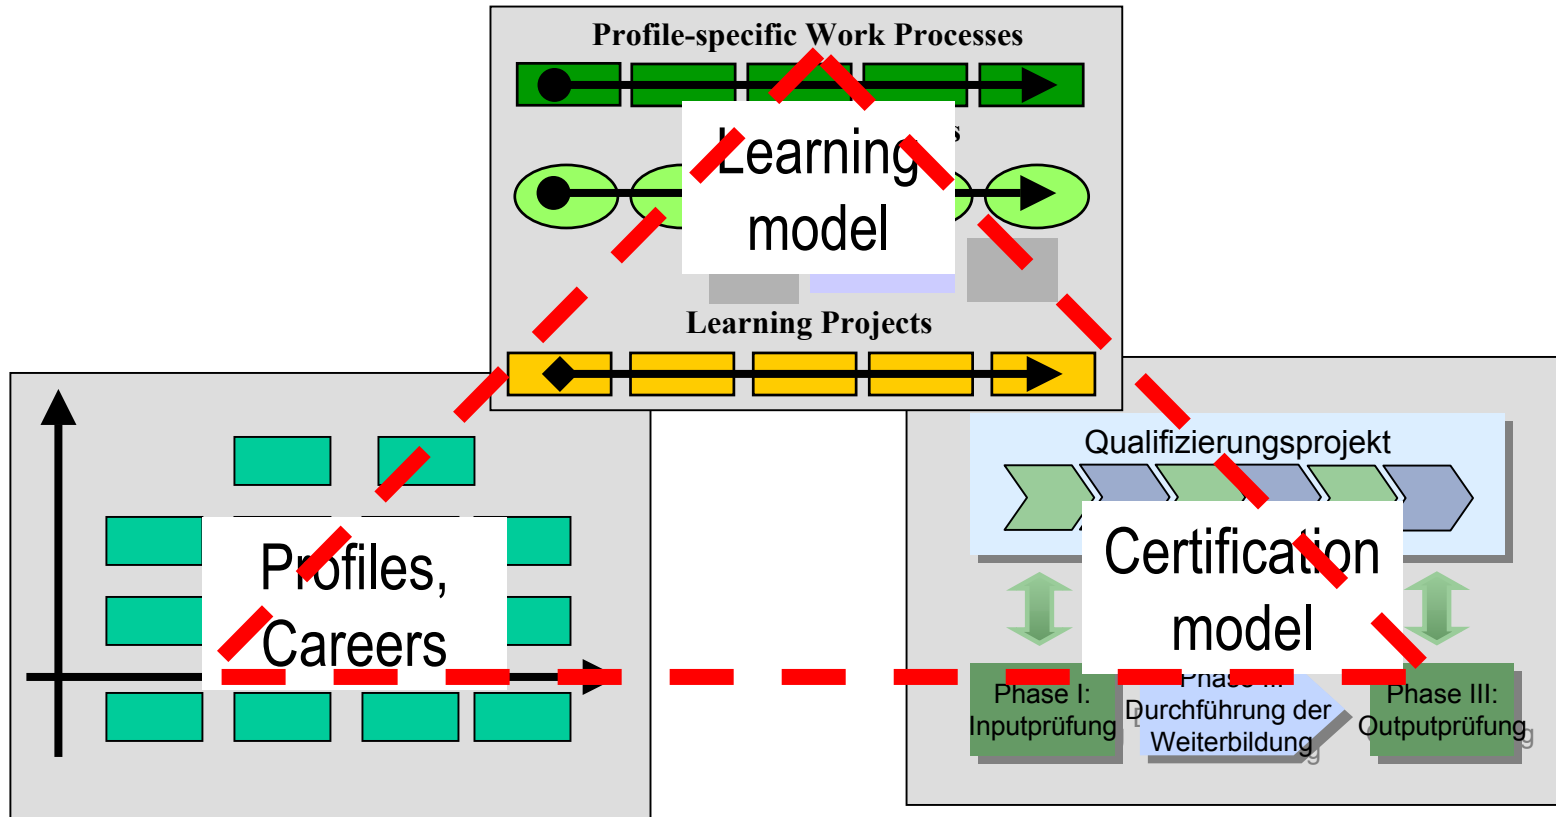 Profile-specific Work Processes
Learning
model
Learning Projects
Profiles,
Careers
Qualifizierungsprojekt
Certification
model
Phase I:
Inputprüfung
Durchführung der
Weiterbildung
Phase III:
Outputprüfung